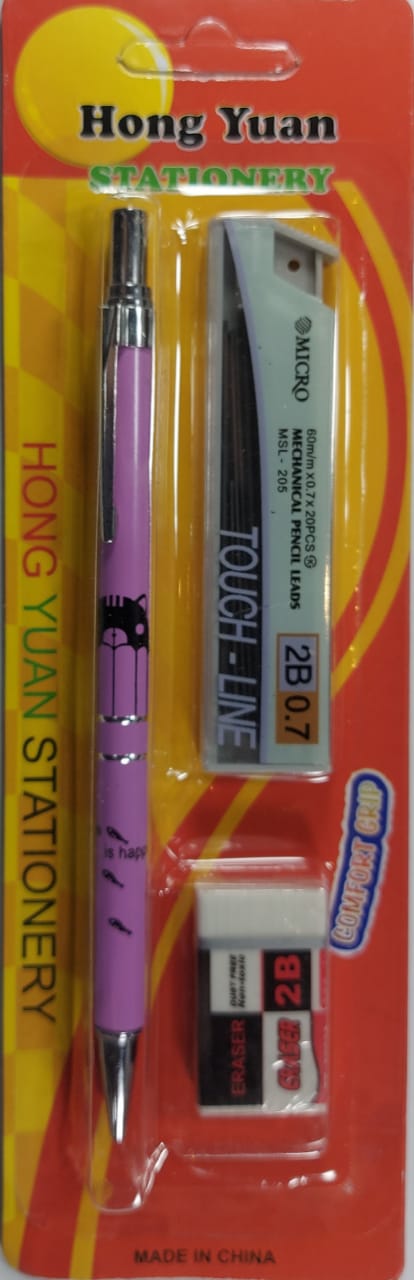 Hong Yuan
STATIONERY
HONG YUAN STATIONERY
MICRO
60m/m x 0.7 x 20PCS
MECHANICAL PENCIL LEADS
MSL - 205
TOUCH - LINE
2B 0.7
is happ
COMFORT GRIP
DUST FREE
Non-toxic
2B
ERASER
ERASER
MADE IN CHINA